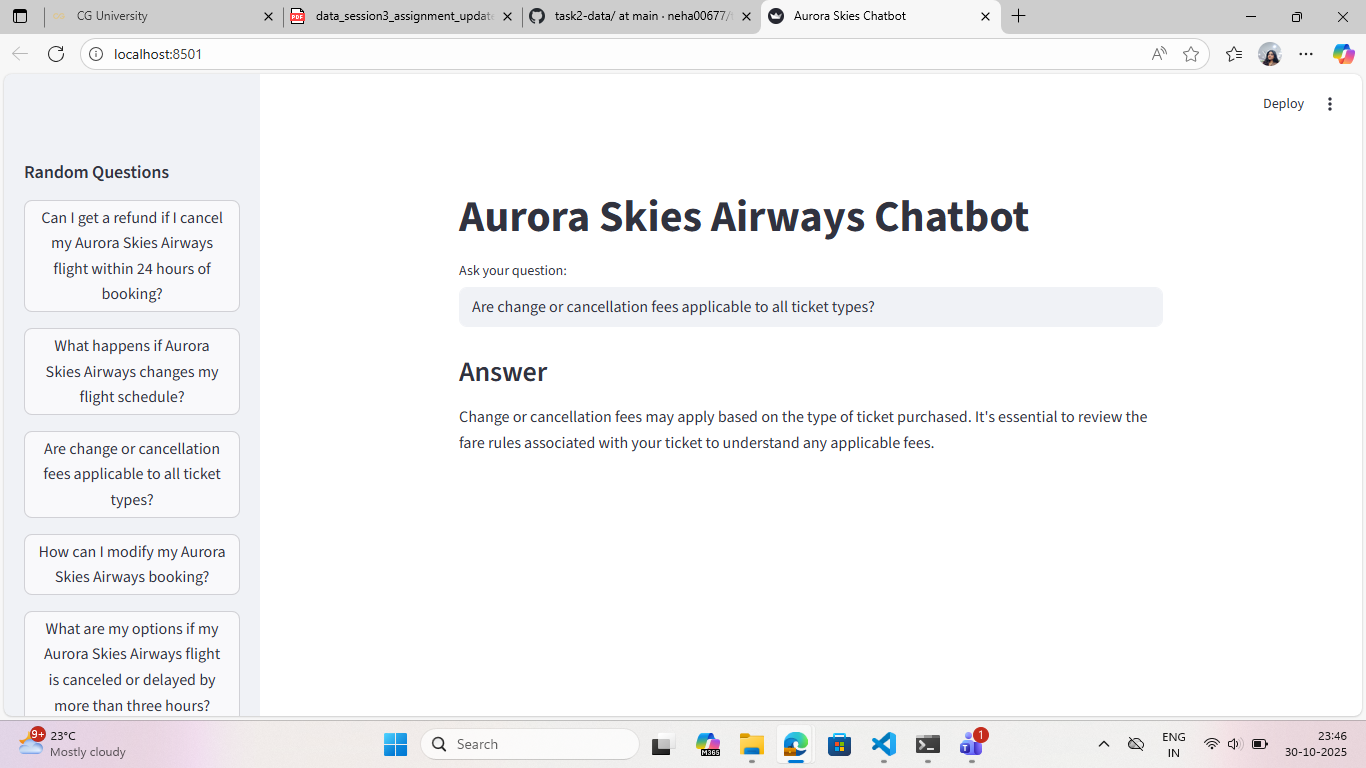 CG University
PDF
data_session3_assignment_update
task2-data/ at main · neha00677/t
Aurora Skies Chatbot
localhost:8501
Deploy
Random Questions
Can I get a refund if I cancel
my Aurora Skies Airways
flight within 24 hours of
booking?
What happens if Aurora
Skies Airways changes my
flight schedule?
Are change or cancellation
fees applicable to all ticket
types?
How can I modify my Aurora
Skies Airways booking?
What are my options if my
Aurora Skies Airways flight
is canceled or delayed by
more than three hours?
Aurora Skies Airways Chatbot
Ask your question:
Are change or cancellation fees applicable to all ticket types?
Answer
Change or cancellation fees may apply based on the type of ticket purchased. It's essential to review the
fare rules associated with your ticket to understand any applicable fees.
9+
23°C
Mostly cloudy
Search
M365
1
ENG
IN
23:46
30-10-2025